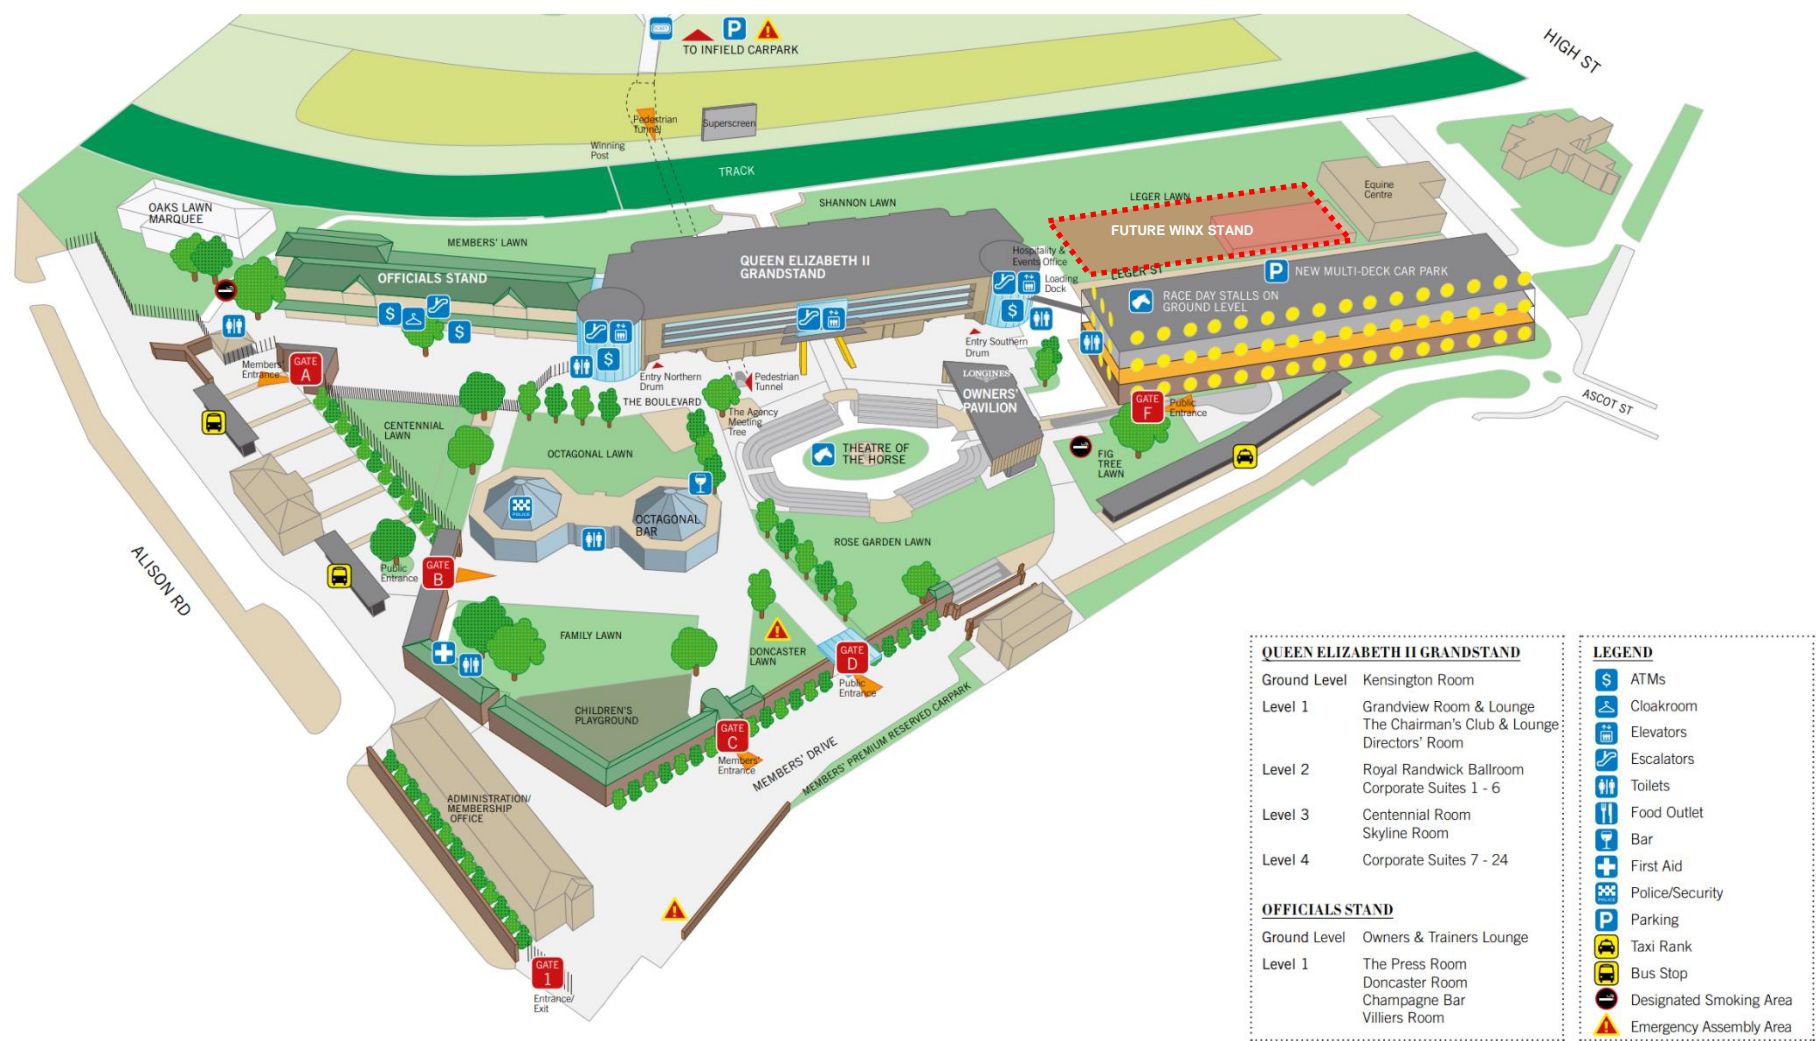 TO INFIELD CARPARK
HIGH ST
Pedestrian
Tunnel
Superscreen
Winning
Post
TRACK
OAKS LAWN
MARQUEE
MEMBERS' LAWN
SHANNON LAWN
LEGER LAWN
Equine
Centre
FUTURE WINX STAND
OFFICIALS STAND
QUEEN ELIZABETH II
GRANDSTAND
Hospitality &
Events Office
Loading
Dock
LEGER ST
NEW MULTI-DECK CAR PARK
RACE DAY STALLS ON
GROUND LEVEL
Members'
Entrance
GATE
A
Entry Northern
Drum
Pedestrian
Tunnel
Entry Southern
Drum
LONGINES
OWNERS'
PAVILION
GATE
F
Public
Entrance
ASCOT ST
THE BOULEVARD
The Agency
Meeting
Tree
CENTENNIAL
LAWN
OCTAGONAL LAWN
THEATRE OF
THE HORSE
FIG
TREE
LAWN
POLICE
OCTAGONAL
BAR
ROSE GARDEN LAWN
ALISON RD
Public
Entrance
GATE
B
FAMILY LAWN
DONCASTER
LAWN
GATE
D
Public
Entrance
CHILDREN'S
PLAYGROUND
GATE
C
Members'
Entrance
MEMBERS' DRIVE
MEMBERS' PREMIUM RESERVED CARPARK
ADMINISTRATION/
MEMBERSHIP
OFFICE
GATE
1
Entrance/
Exit
QUEEN ELIZABETH II GRANDSTAND
Ground Level Kensington Room
Level 1 Grandview Room & Lounge
The Chairman's Club & Lounge
Directors' Room
Level 2 Royal Randwick Ballroom
Corporate Suites 1 - 6
Level 3 Centennial Room
Skyline Room
Level 4 Corporate Suites 7 - 24
OFFICIALS STAND
Ground Level Owners & Trainers Lounge
Level 1 The Press Room
Doncaster Room
Champagne Bar
Villiers Room
LEGEND
$ ATMs
Cloakroom
Elevators
Escalators
Toilets
Food Outlet
Bar
First Aid
POLICE Police/Security
P Parking
Taxi Rank
Bus Stop
Designated Smoking Area
Emergency Assembly Area